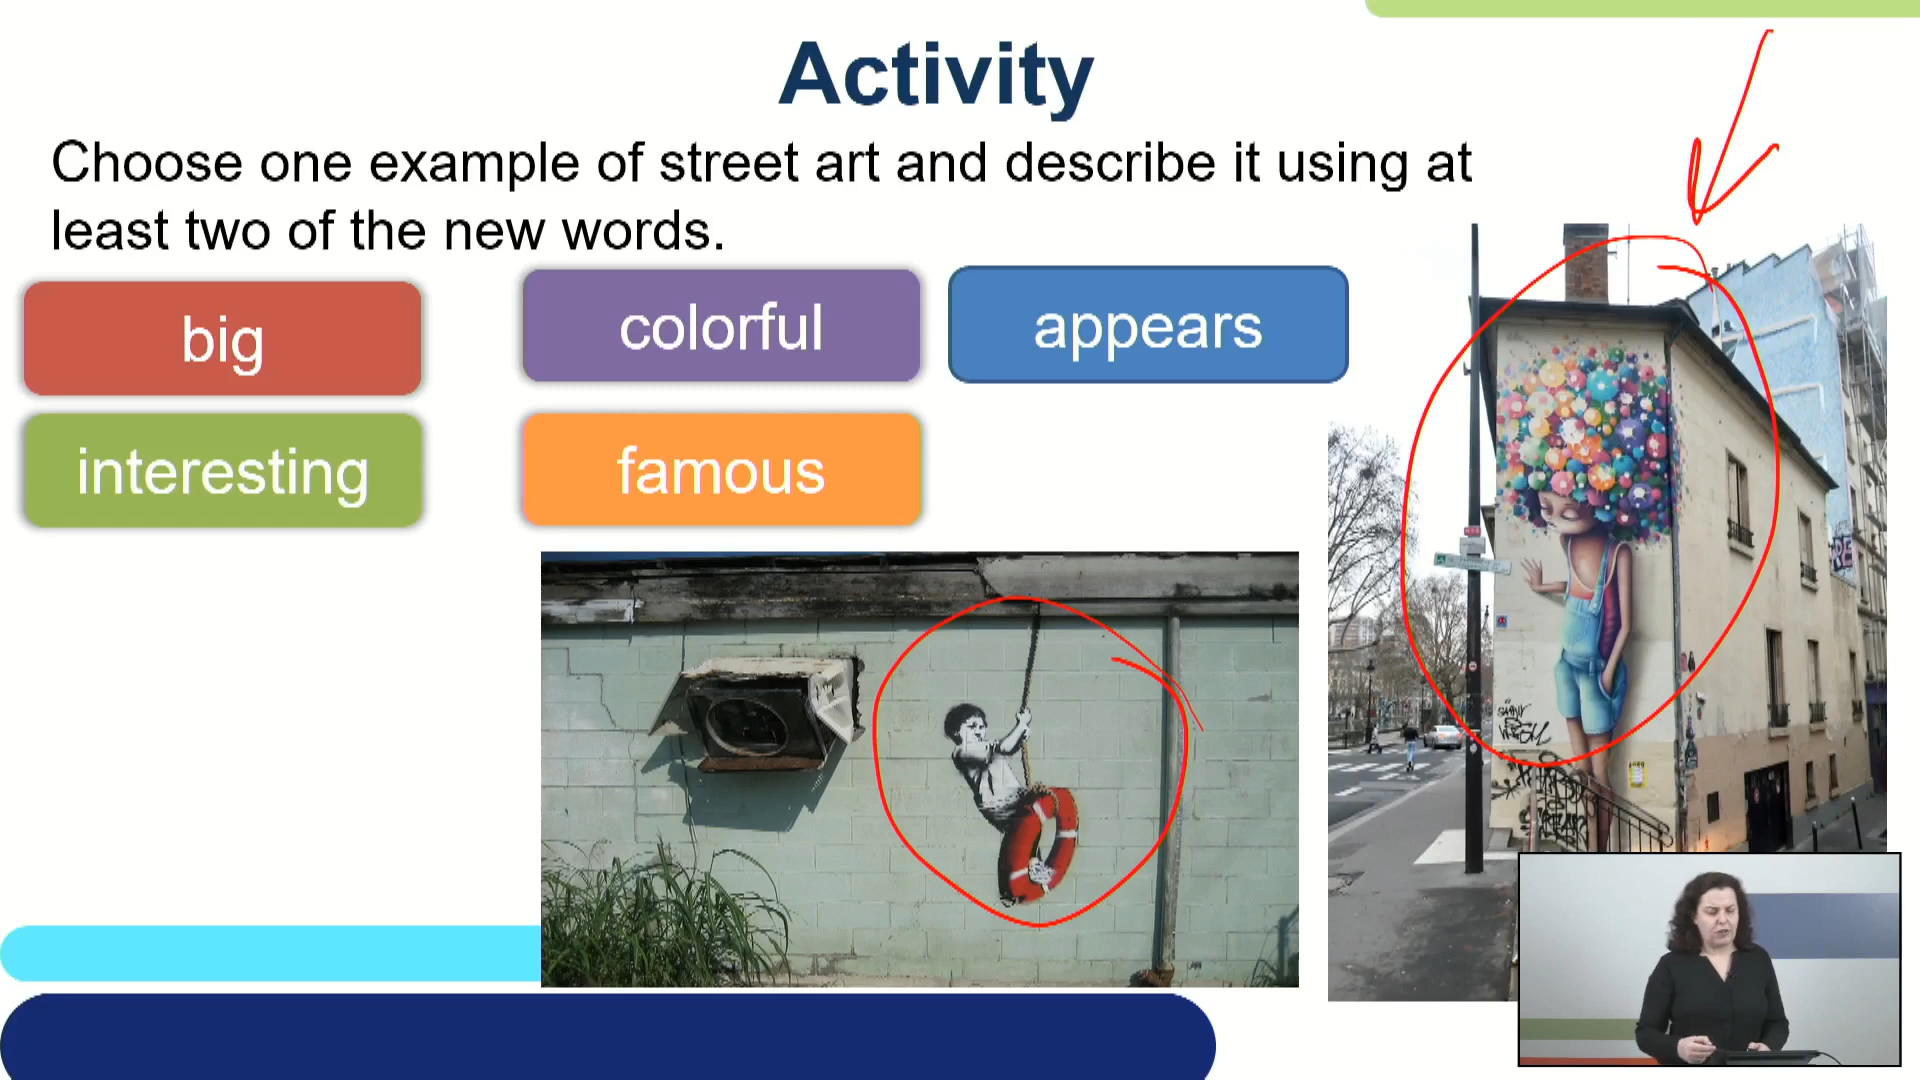 Activity
Choose one example of street art and describe it using at
least two of the new words.
big
colorful
appears
interesting
famous